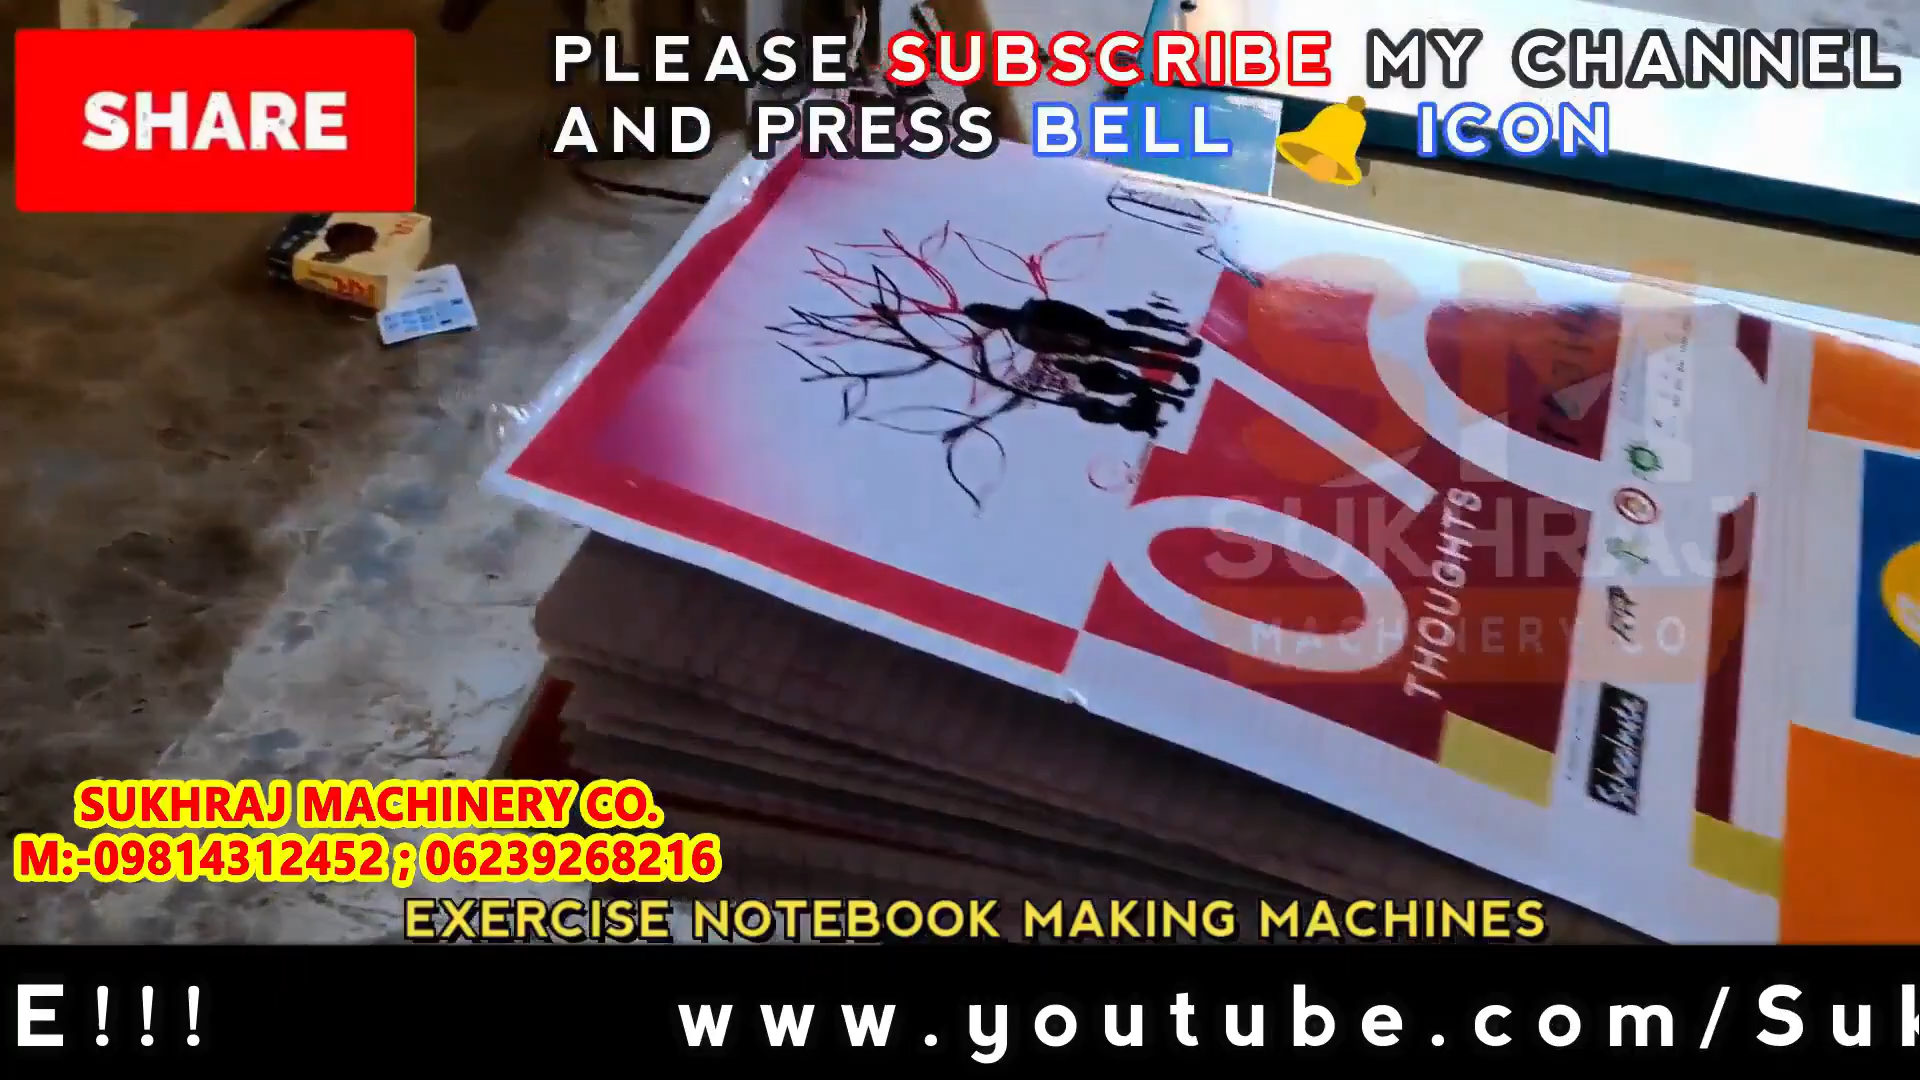 SHARE
PLEASE SUBSCRIBE MY CHANNEL
AND PRESS BELL 🔔 ICON
THOUGHTS
SUKHRAJ
MACHINERY CO
SUKHRAJ MACHINERY CO.
M:-09814312452 ; 06239268216
EXERCISE NOTEBOOK MAKING MACHINES
E!!! www.youtube.com/Suk